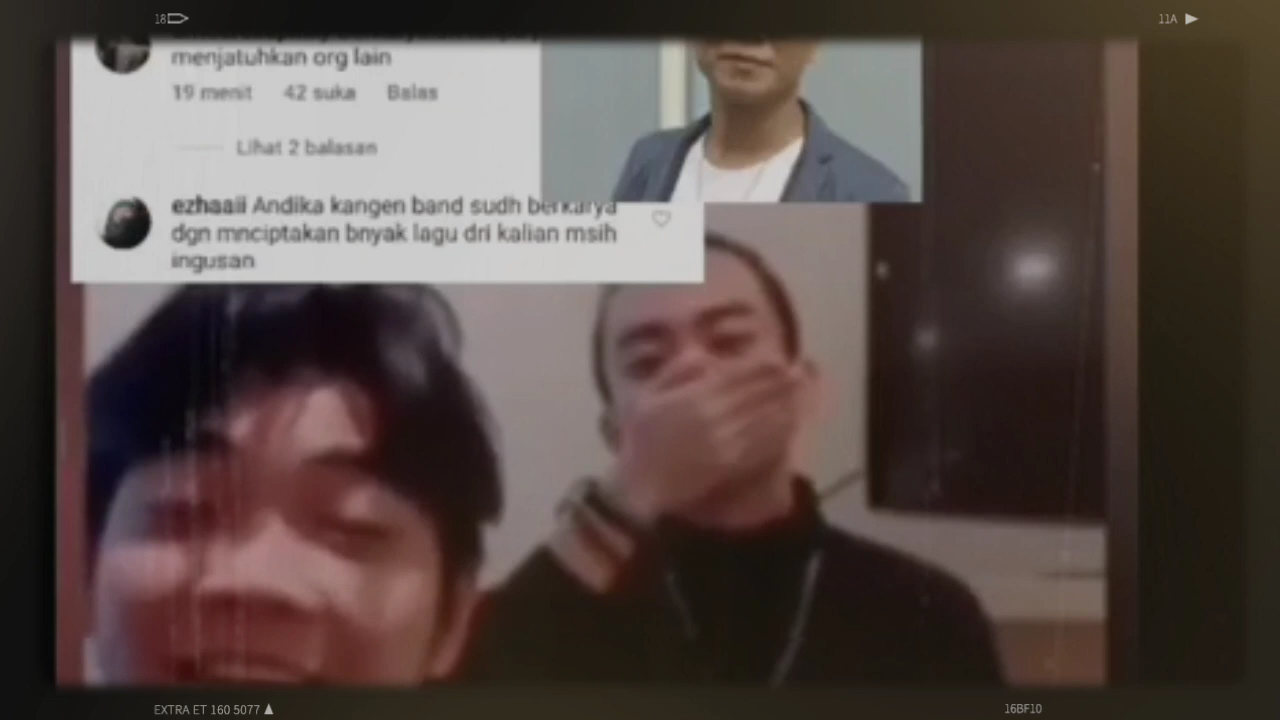 18
11A
menjatuhkan org lain
19 menit 42 suka Balas
Lihat 2 balasan
ezhaaii Andika kangen band sudh berkarya
dgn mnciptakan bnyak lagu dri kalian msih
ingusan
EXTRA ET 160 5077
16BF10